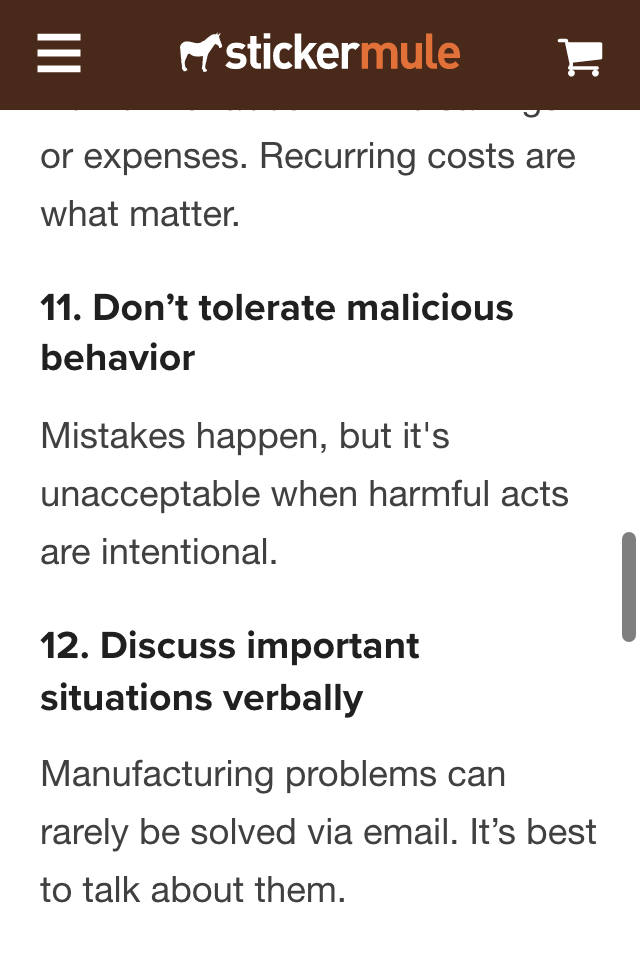 stickermule
or expenses. Recurring costs are
what matter.
11. Don’t tolerate malicious
behavior
Mistakes happen, but it's
unacceptable when harmful acts
are intentional.
12. Discuss important
situations verbally
Manufacturing problems can
rarely be solved via email. It’s best
to talk about them.